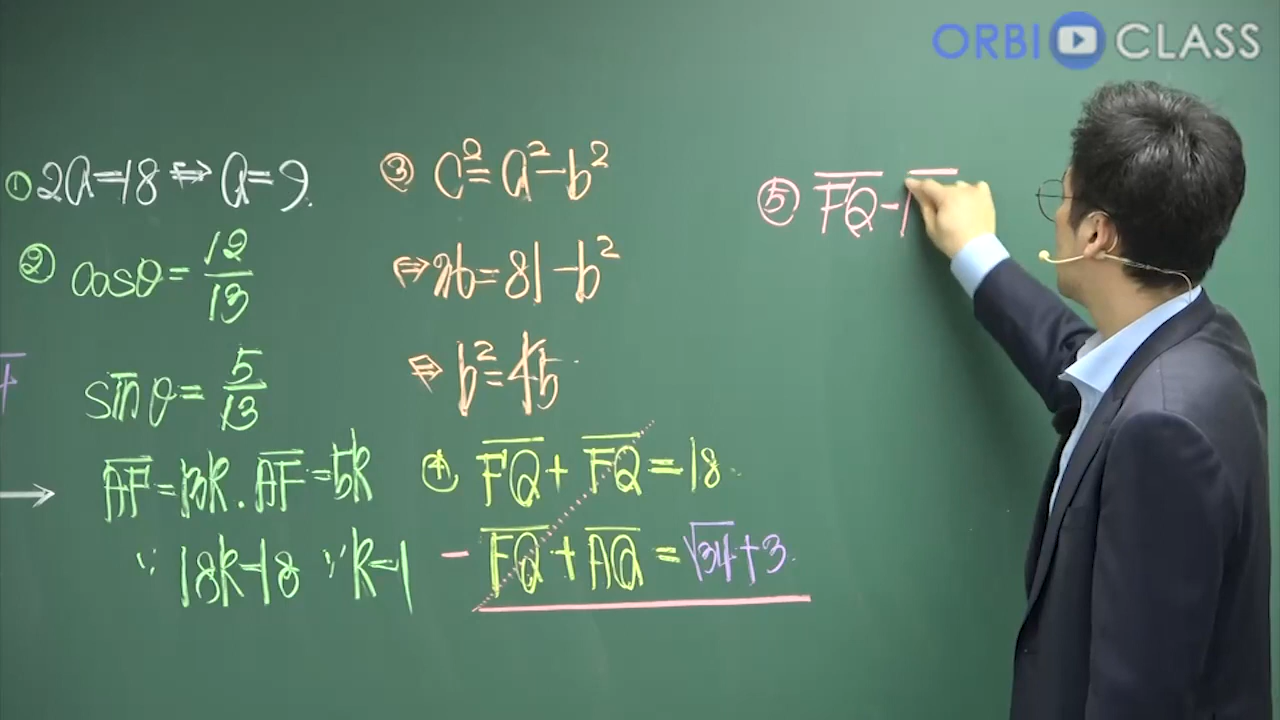 ORBI CLASS
① 2a=18 ⇔ a=9.
② cosθ = 12/13
sinθ = 5/13
AF = 13k . AF = 5k
∵ 18k=18 ∵ k=1
③ c² = a² - b²
⇔ 36 = 81 - b²
⇔ b² = 45
④ FQ + FQ = 18
- FQ + AQ = √34 + 3
⑤ FQ -